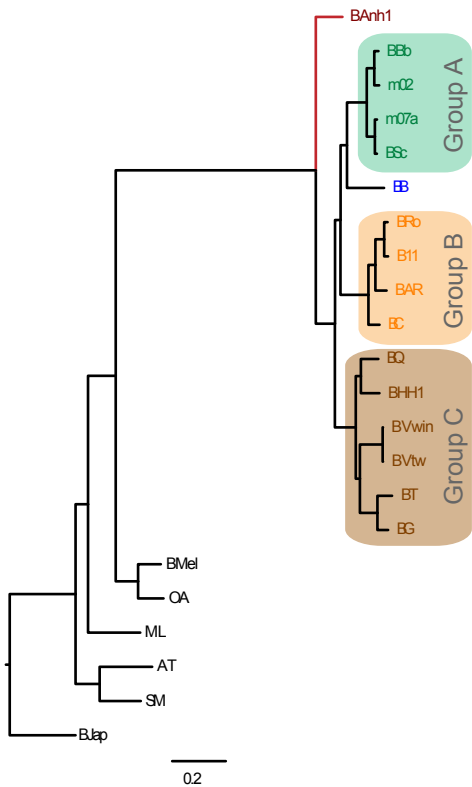 BAnh1
BBb
m02
m07a
BSc
Group A
BB
BRb
B11
BAR
BC
Group B
BQ
BHH1
BVwin
BVtw
BT
BG
Group C
BMel
OA
ML
AT
SM
BJap
0.2